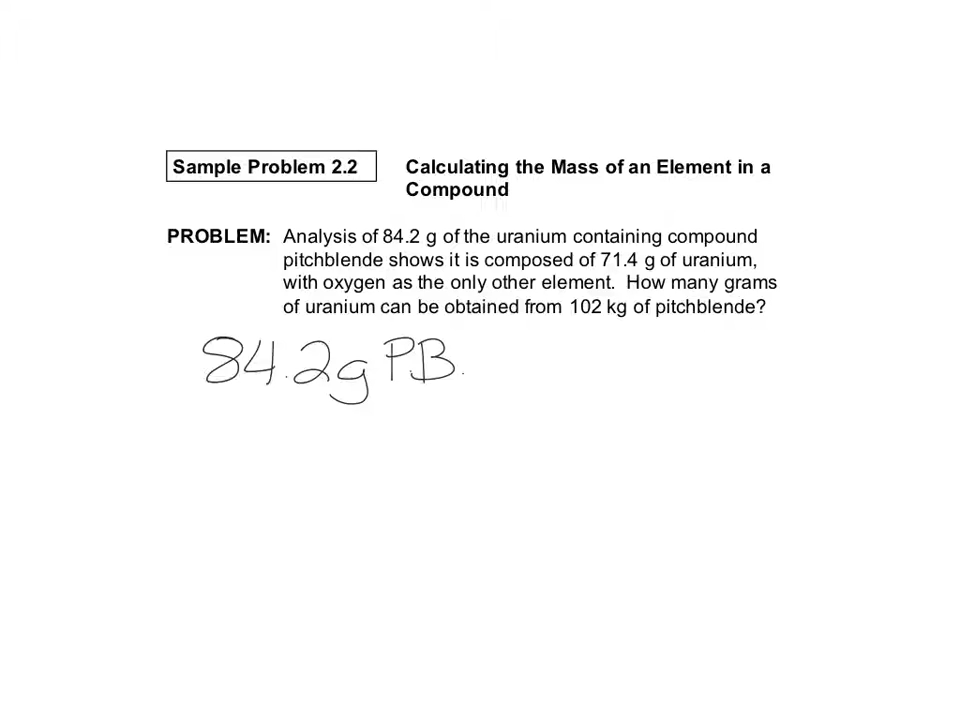 Sample Problem 2.2
Calculating the Mass of an Element in a
Compound
PROBLEM: Analysis of 84.2 g of the uranium containing compound
pitchblende shows it is composed of 71.4 g of uranium,
with oxygen as the only other element. How many grams
of uranium can be obtained from 102 kg of pitchblende?
84.2g P.B.